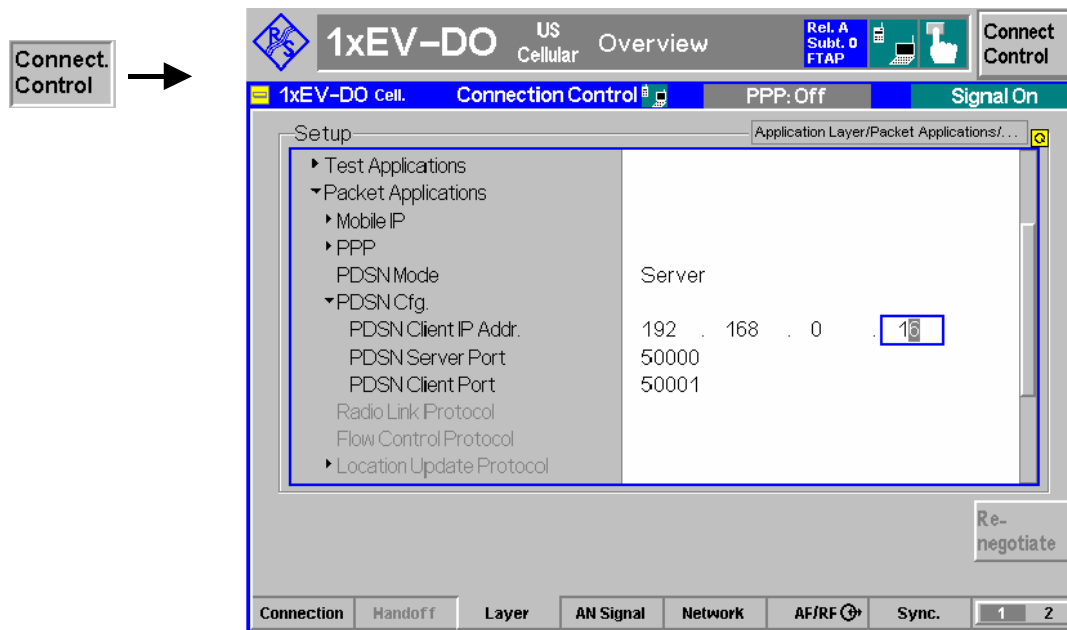 Connect.
Control
R S
1xEV-DO US Cellular Overview
Rel. A
Subt. 0
FTAP
Connect
Control
1xEV-DO Cell. Connection Control PPP: Off Signal On
Setup Application Layer/Packet Applications/...
Test Applications
Packet Applications
Mobile IP
PPP
PDSN Mode Server
PDSN Cfg.
PDSN Client IP Addr. 192 . 168 . 0 . 16
PDSN Server Port 50000
PDSN Client Port 50001
Radio Link Protocol
Flow Control Protocol
Location Update Protocol
Re-
negotiate
Connection Handoff Layer AN Signal Network AF/RF Sync. 1 2